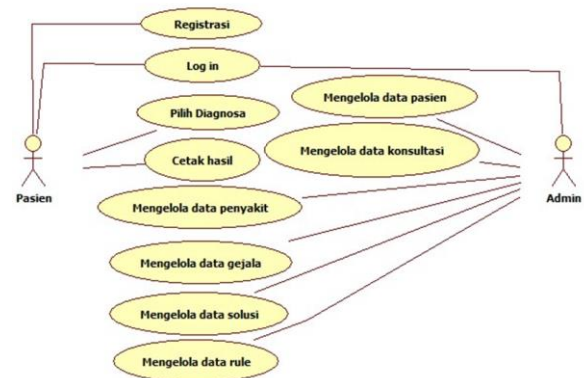 Registrasi
Log in
Mengelola data pasien
Pilih Diagnosa
Mengelola data konsultasi
Cetak hasil
Pasien
Admin
Mengelola data penyakit
Mengelola data gejala
Mengelola data solusi
Mengelola data rule